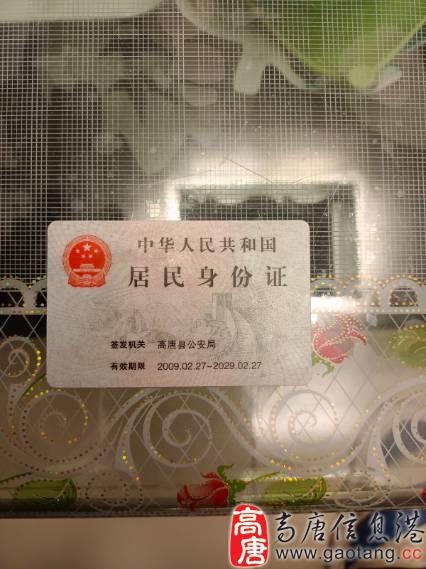 中华人民共和国
居民身份证
签发机关 高唐县公安局
有效期限 2009.02.27-2029.02.27
高唐 高唐信息港
www.gaotang.cc